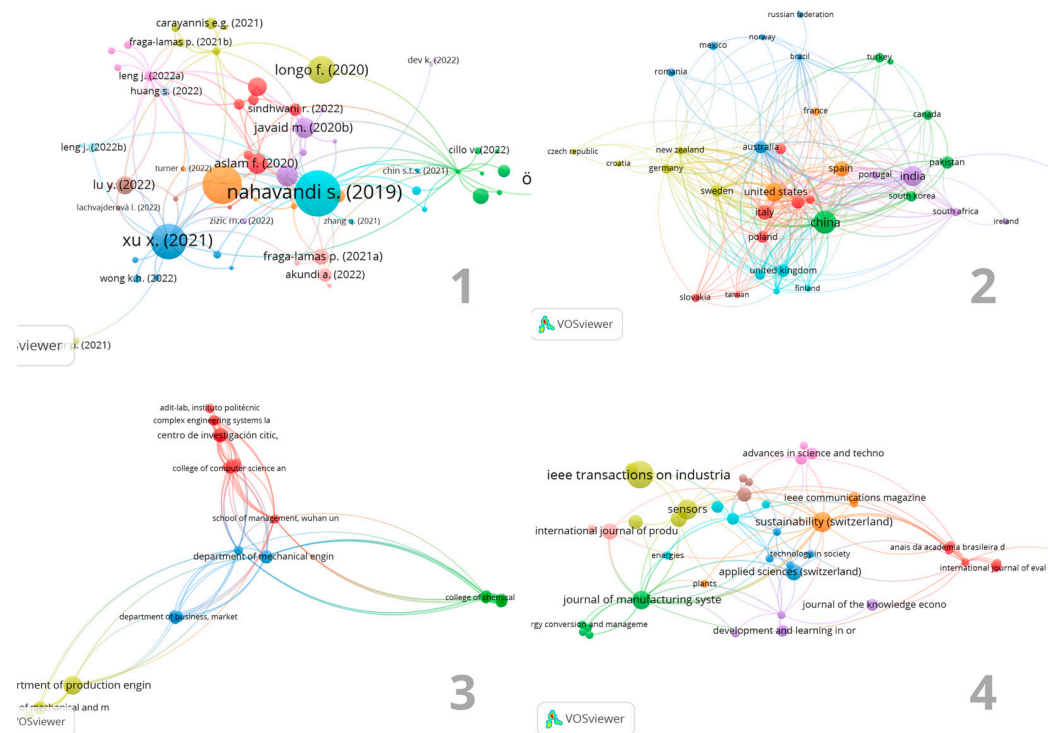 carayannis e.g. (2021)
fraga-lamas p. (2021b)
longo f. (2020)
dev k. (2022)
leng j. (2022a)
huang s. (2022)
sindhwani r. (2022)
javaid m. (2020b)
leng j. (2022b)
cillo v. (2022)
turner c. (2022)
aslam f. (2020)
chin s.t.s. (2021)
ö
lu y. (2022)
nahavandi s. (2019)
lachvajderová l. (2022)
zizic m.c. (2022)
zhang q. (2021)
xu x. (2021)
fraga-lamas p. (2021a)
wong k.h. (2022)
akundi a. (2022)
1
p. (2021)
VOSviewer
russian federation
norway
mexico
brazil
turkey
romania
france
canada
czech republic
new zealand
australia
croatia
germany
spain
portugal
india
pakistan
sweden
united states
south korea
italy
china
south africa
ireland
poland
united kingdom
slovakia
taiwan
finland
2
VOSviewer
adit-lab, instituto politécnic
complex engineering systems la
centro de investigación citic,
college of computer science an
school of management, wuhan un
department of mechanical engin
college of chemical
department of business, market
rtment of production engin
of mechanical and m
3
VOSviewer
advances in science and techno
ieee transactions on industria
ieee communications magazine
sensors
sustainability (switzerland)
international journal of produ
anais da academia brasileira d
energies
technology in society
international journal of eval
applied sciences (switzerland)
plants
journal of manufacturing syste
journal of the knowledge econo
rgy conversion and manageme
development and learning in or
4
VOSviewer